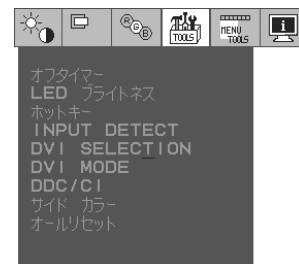 R G B
TOOLS
MENU
TOOLS
オフタイマー
LED ブライトネス
ホットキー
INPUT DETECT
DVI SELECTION
DVI MODE
DDC/CI
サイド カラー
オールリセット